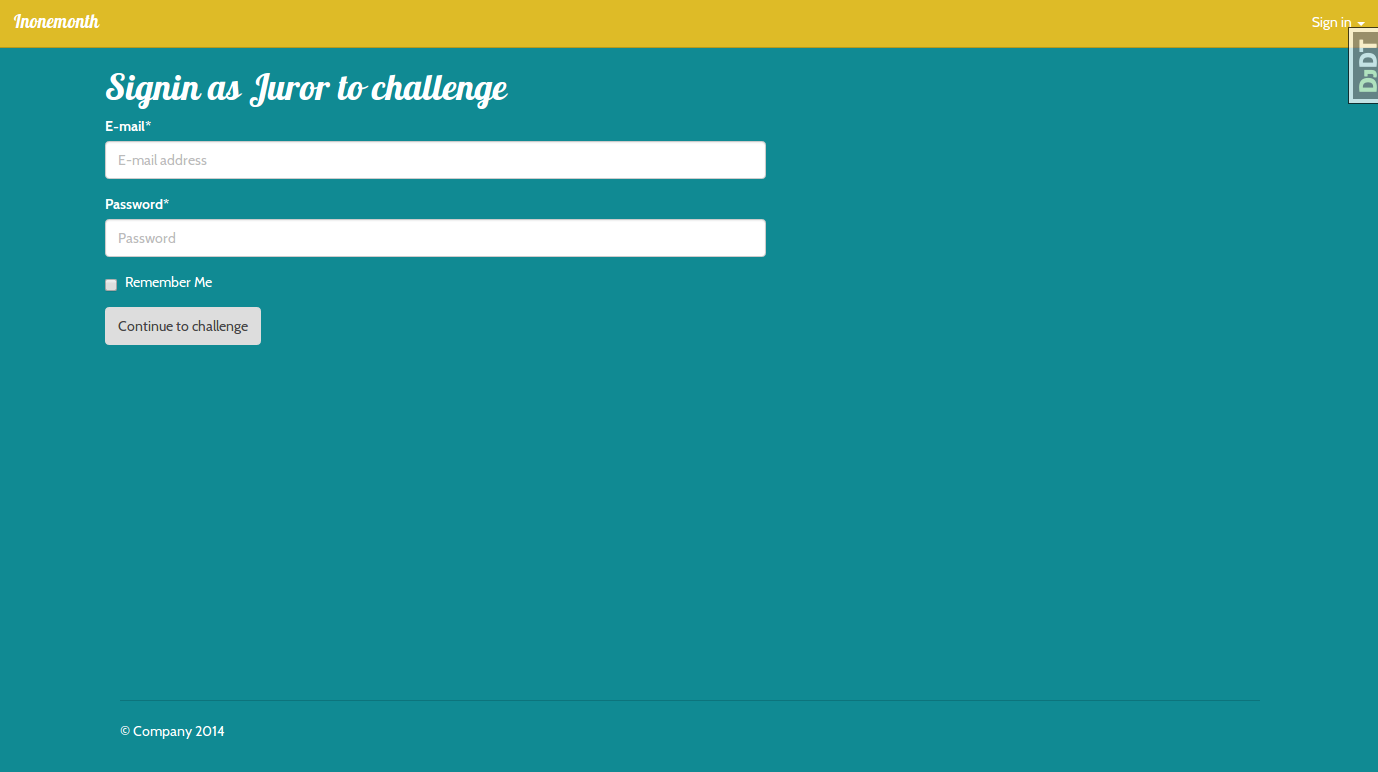 Inonemonth
Sign in
DjDT
Signin as Juror to challenge
E-mail*
E-mail address
Password*
Password
Remember Me
Continue to challenge
© Company 2014